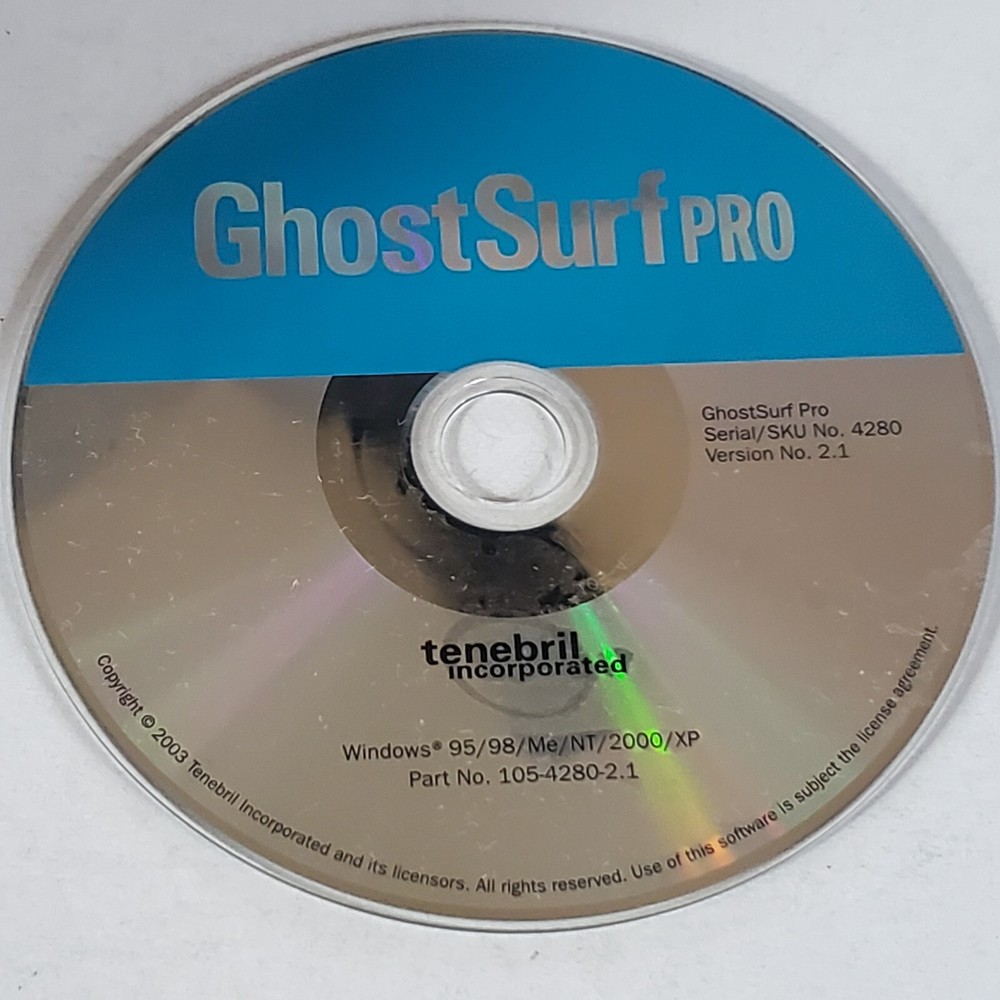 GhostSurf PRO
GhostSurf Pro
Serial/SKU No. 4280
Version No. 2.1
tenebril
incorporated
Windows® 95/98/Me/NT/2000/XP
Part No. 105-4280-2.1
Copyright © 2003 Tenebril Incorporated and its licensors. All rights reserved. Use of this software is subject the license agreement.